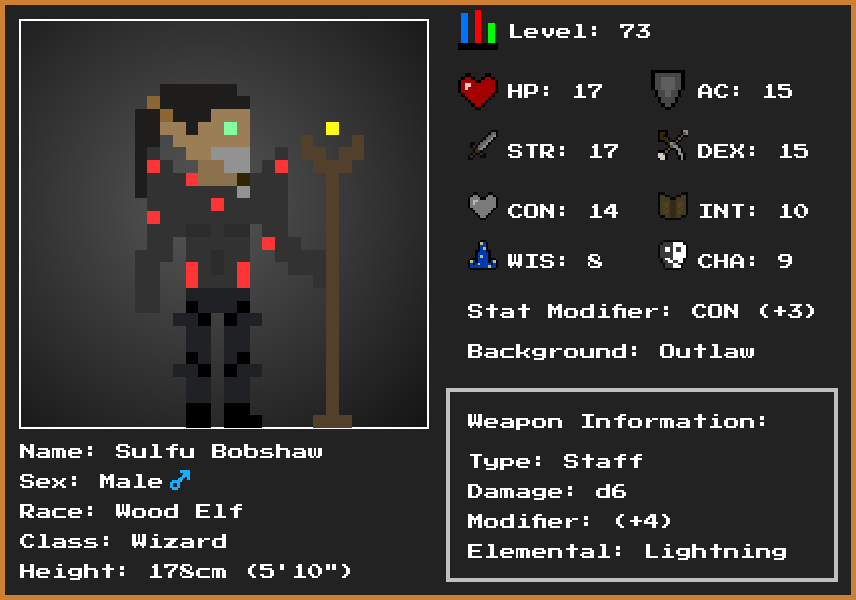 Level: 73
HP: 17 AC: 15
STR: 17 DEX: 15
CON: 14 INT: 10
WIS: 8 CHA: 9
Stat Modifier: CON (+3)
Background: Outlaw
Weapon Information:
Type: Staff
Damage: d6
Modifier: (+4)
Elemental: Lightning
Name: Sulfu Bobshaw
Sex: Male♂
Race: Wood Elf
Class: Wizard
Height: 178cm (5'10")